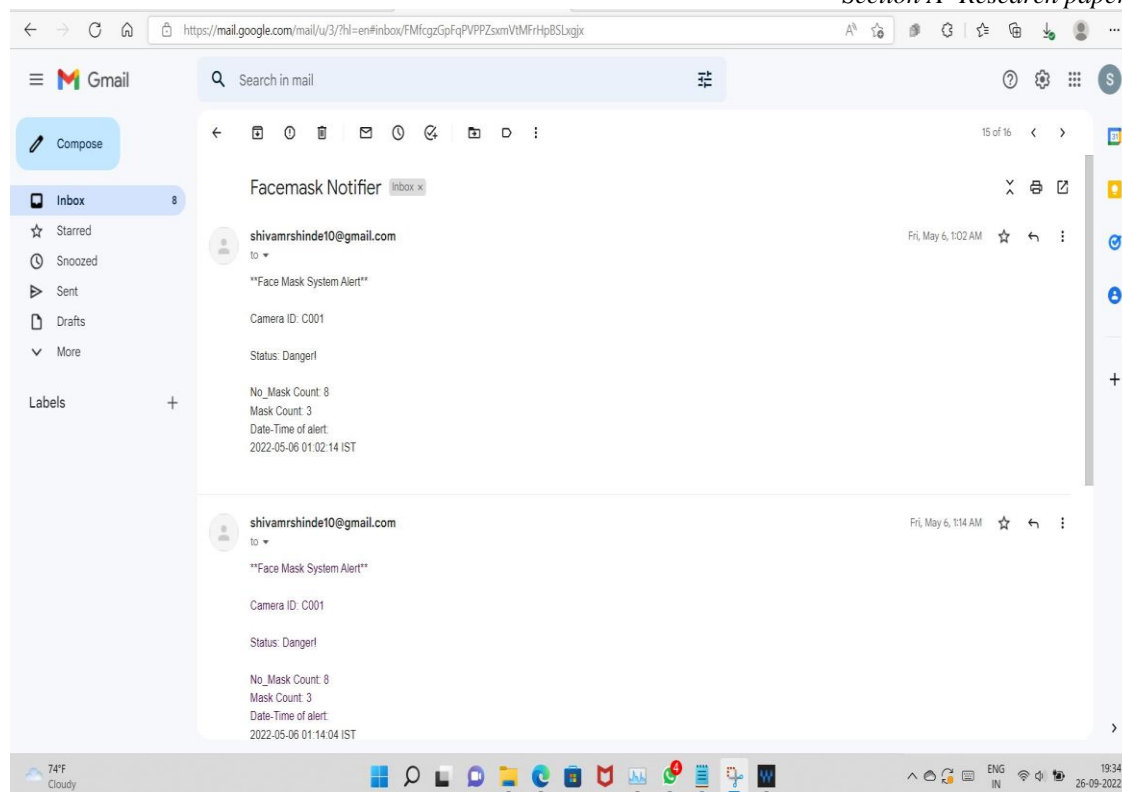 Section A -Research paper
https://mail.google.com/mail/u/3/?hl=en#inbox/FMfcgzGpFqPVPPZsxmVtMFrHpBSLxgjx
Gmail
Search in mail
S
Compose
15 of 16
31
Facemask Notifier Inbox x
Inbox 8
Starred
Snoozed
Sent
Drafts
More
Labels
shivamrshinde10@gmail.com Fri, May 6, 1:02 AM
to
**Face Mask System Alert**
Camera ID: C001
Status: Danger!
No_Mask Count: 8
Mask Count: 3
Date-Time of alert:
2022-05-06 01:02:14 IST
shivamrshinde10@gmail.com Fri, May 6, 1:14 AM
to
**Face Mask System Alert**
Camera ID: C001
Status: Danger!
No_Mask Count: 8
Mask Count: 3
Date-Time of alert:
2022-05-06 01:14:04 IST
74°F
Cloudy
4
ENG
IN
19:34
26-09-2022